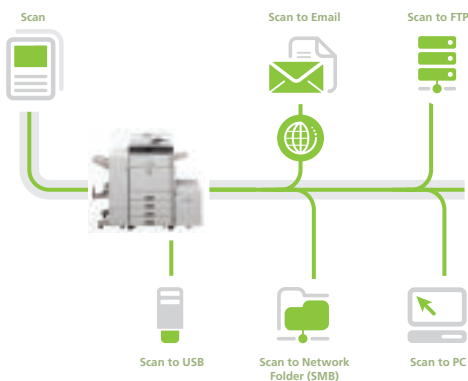 Scan
Scan to Email
Scan to FTP
Scan to USB
Scan to Network
Folder (SMB)
Scan to PC